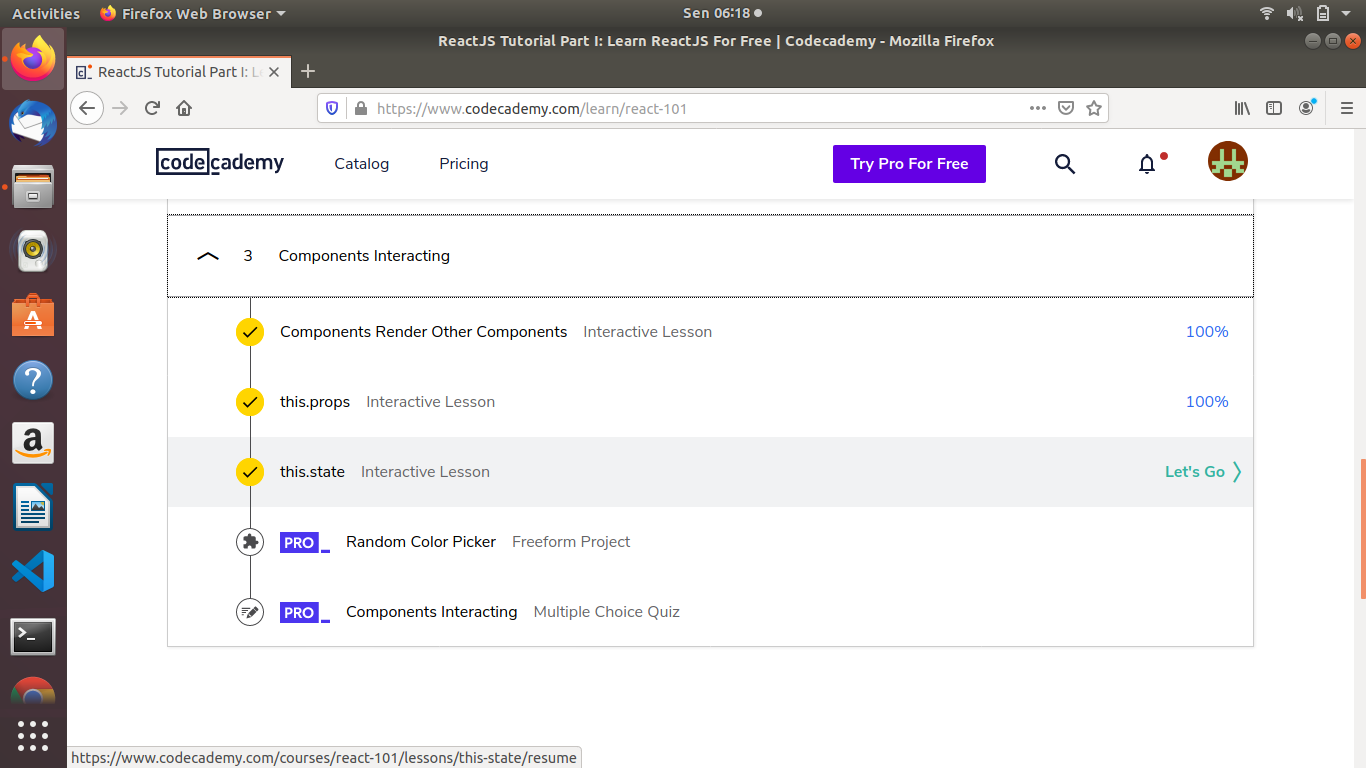 Activities Firefox Web Browser Sen 06:18
ReactJS Tutorial Part I: Learn ReactJS For Free | Codecademy - Mozilla Firefox
ReactJS Tutorial Part I: Le
https://www.codecademy.com/learn/react-101
codecademy Catalog Pricing Try Pro For Free
3 Components Interacting
Components Render Other Components Interactive Lesson 100%
this.props Interactive Lesson 100%
this.state Interactive Lesson Let's Go
PRO Random Color Picker Freeform Project
PRO Components Interacting Multiple Choice Quiz
https://www.codecademy.com/courses/react-101/lessons/this-state/resume